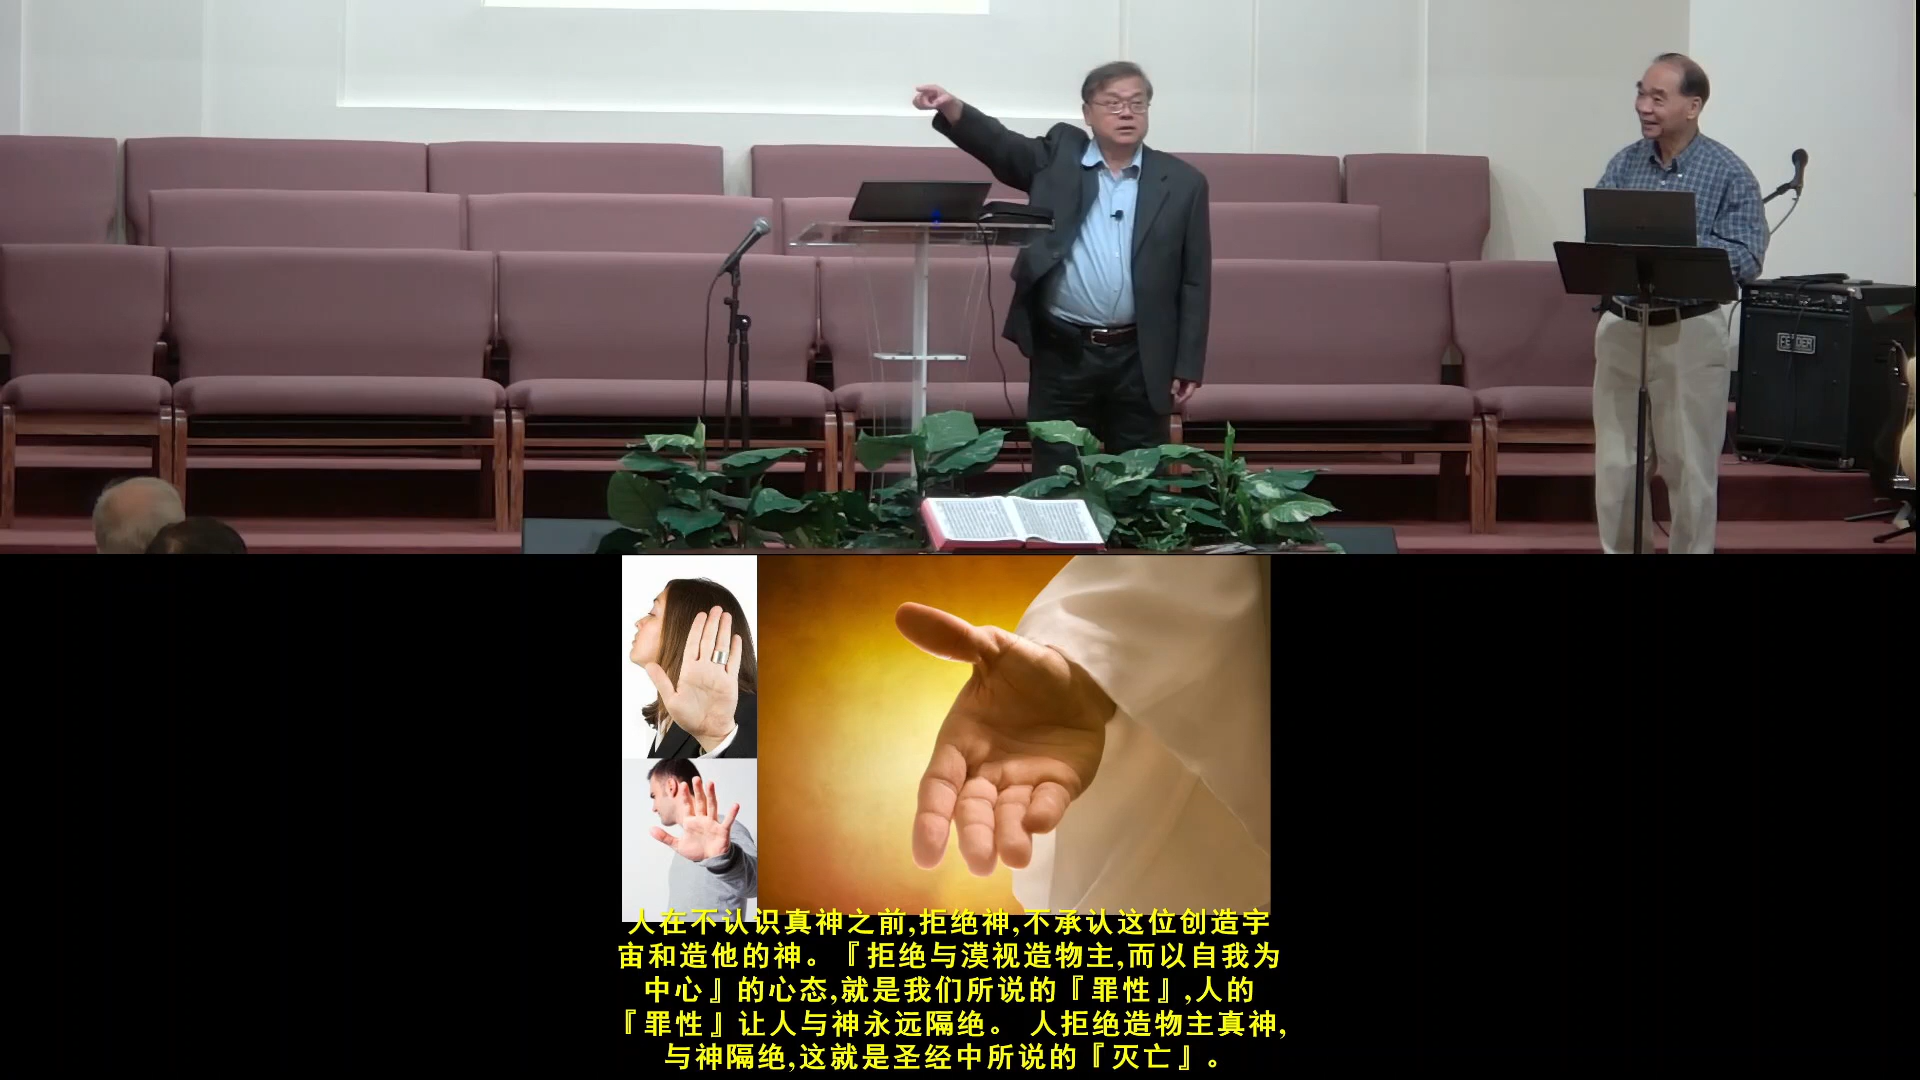 FENDER
人在不认识真神之前,拒绝神,不承认这位创造宇
宙和造他的神。『拒绝与漠视造物主,而以自我为
中心』的心态,就是我们所说的『罪性』,人的
『罪性』让人与神永远隔绝。 人拒绝造物主真神,
与神隔绝,这就是圣经中所说的『灭亡』。